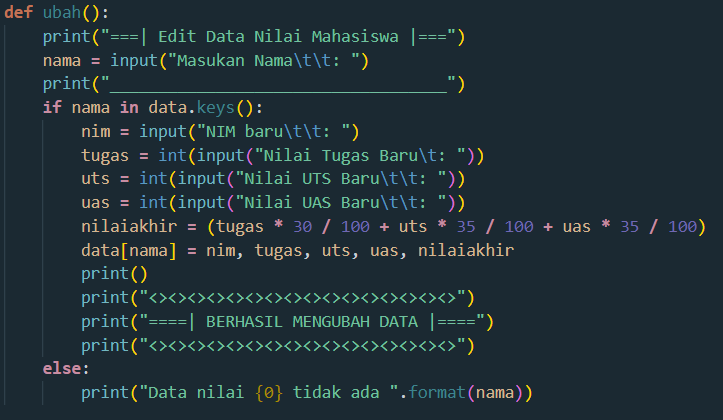 def ubah():
    print("===| Edit Data Nilai Mahasiswa |===")
    nama = input("Masukan Nama\t\t: ")
    print("___________________________________")
    if nama in data.keys():
        nim = input("NIM baru\t\t: ")
        tugas = int(input("Nilai Tugas Baru\t: "))
        uts = int(input("Nilai UTS Baru\t\t: "))
        uas = int(input("Nilai UAS Baru\t\t: "))
        nilaiakhir = (tugas * 30 / 100 + uts * 35 / 100 + uas * 35 / 100)
        data[nama] = nim, tugas, uts, uas, nilaiakhir
        print()
        print("<><><><><><><><><><><><><><><><>")
        print("====| BERHASIL MENGUBAH DATA |====")
        print("<><><><><><><><><><><><><><><><>")
    else:
        print("Data nilai {0} tidak ada ".format(nama))